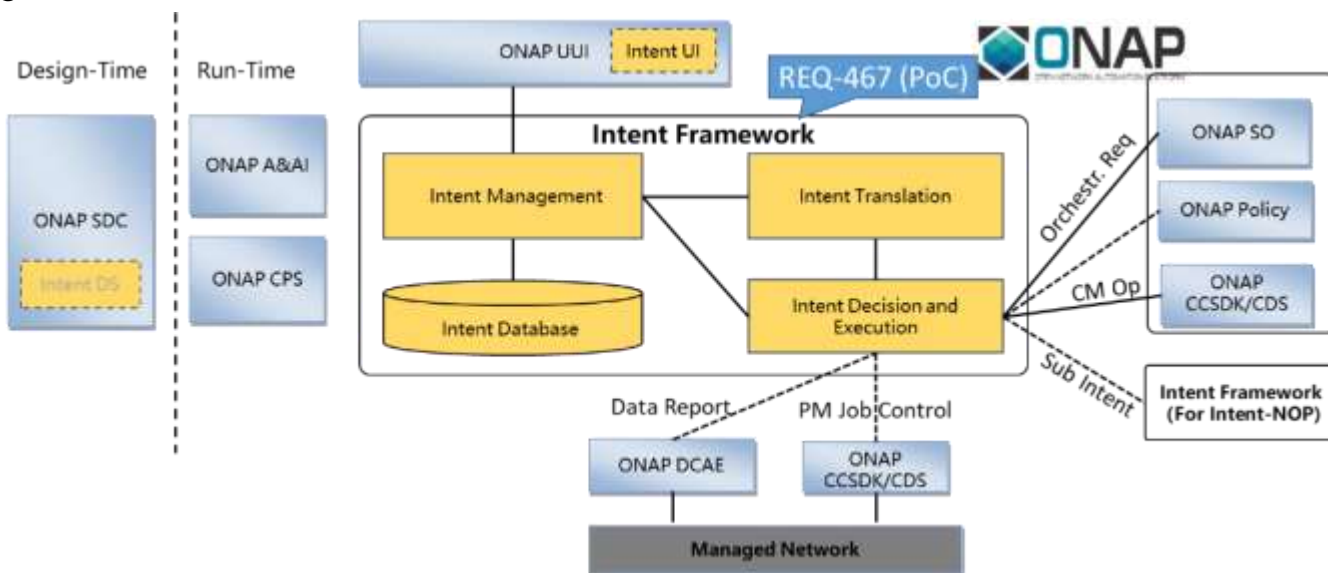 Design-Time
Run-Time
ONAP UUI
Intent UI
ONAP
REQ-467 (PoC)
ONAP SDC
Intent DS
ONAP A&AI
ONAP CPS
Intent Framework
Intent Management
Intent Translation
Intent Database
Intent Decision and
Execution
Orchestr. Req
CM Op
Sub Intent
ONAP SO
ONAP Policy
ONAP
CCSDK/CDS
Intent Framework
(For Intent-NOP)
Data Report
PM Job Control
ONAP DCAE
ONAP
CCSDK/CDS
Managed Network